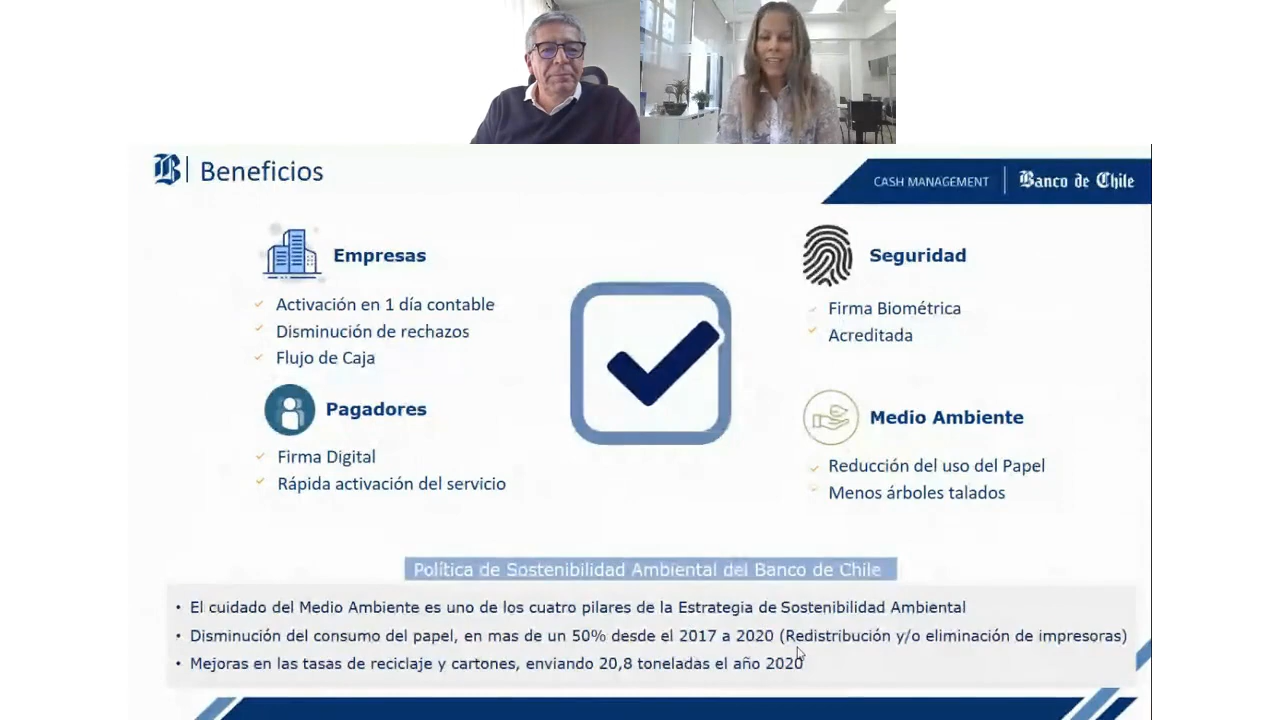 B | Beneficios
CASH MANAGEMENT | Banco de Chile
Empresas
Activación en 1 día contable
Disminución de rechazos
Flujo de Caja
Pagadores
Firma Digital
Rápida activación del servicio
Seguridad
Firma Biométrica
Acreditada
Medio Ambiente
Reducción del uso del Papel
Menos árboles talados
Política de Sostenibilidad Ambiental del Banco de Chile
• El cuidado del Medio Ambiente es uno de los cuatro pilares de la Estrategia de Sostenibilidad Ambiental
• Disminución del consumo del papel, en mas de un 50% desde el 2017 a 2020 (Redistribución y/o eliminación de impresoras)
• Mejoras en las tasas de reciclaje y cartones, enviando 20,8 toneladas el año 2020